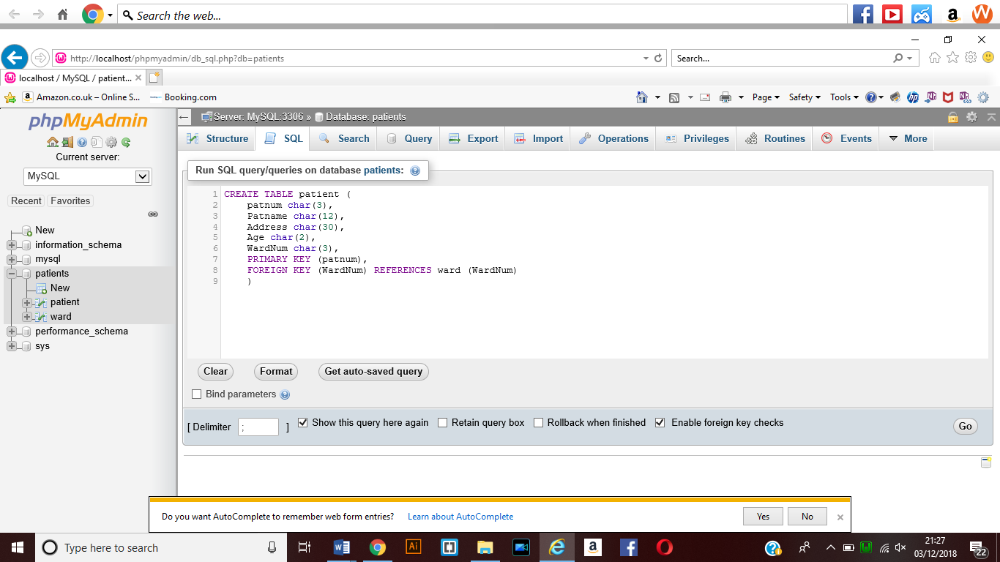 Search the web...
http://localhost/phpmyadmin/db_sql.php?db=patients
Search...
localhost / MySQL / patient...
Amazon.co.uk – Online S...
Booking.com
Page
Safety
Tools
phpMyAdmin
Current server:
MySQL
Recent
Favorites
New
information_schema
mysql
patients
New
patient
ward
performance_schema
sys
Server: MySQL:3306 » Database: patients
Structure
SQL
Search
Query
Export
Import
Operations
Privileges
Routines
Events
More
Run SQL query/queries on database patients:
1 CREATE TABLE patient (
2 patnum char(3),
3 Patname char(12),
4 Address char(30),
5 Age char(2),
6 WardNum char(3),
7 PRIMARY KEY (patnum),
8 FOREIGN KEY (WardNum) REFERENCES ward (WardNum)
9 )
Clear
Format
Get auto-saved query
Bind parameters
[ Delimiter ; ]
Show this query here again
Retain query box
Rollback when finished
Enable foreign key checks
Go
Do you want AutoComplete to remember web form entries?
Learn about AutoComplete
Yes
No
Type here to search
21:27
03/12/2018
22